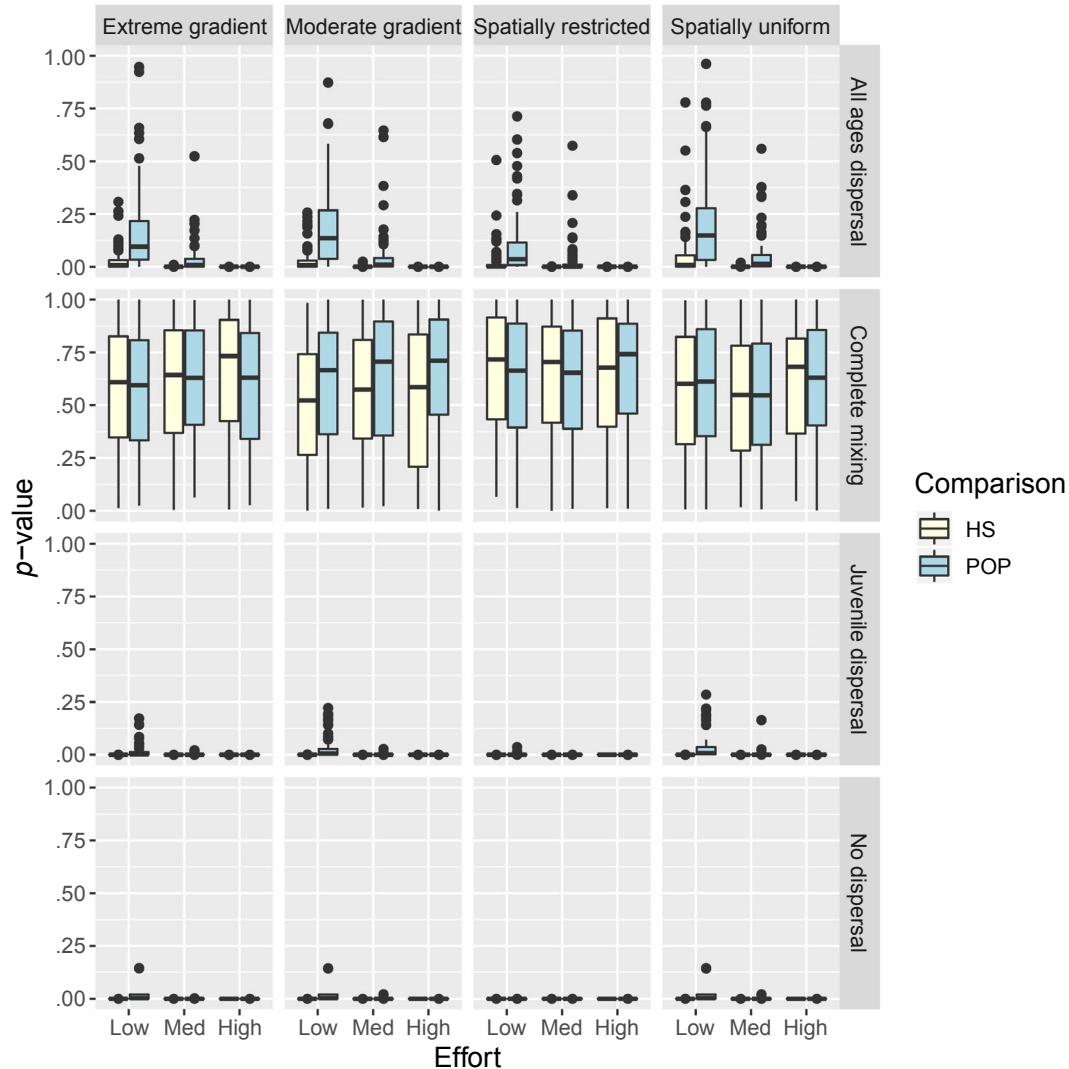 Extreme gradient Moderate gradient Spatially restricted Spatially uniform
1.00
.75
.50
.25
.00
All ages dispersal
1.00
.75
.50
.25
.00
Complete mixing
1.00
.75
.50
.25
.00
Juvenile dispersal
1.00
.75
.50
.25
.00
No dispersal
p−value
Low Med High Low Med High Low Med High Low Med High
Effort
Comparison
HS
POP